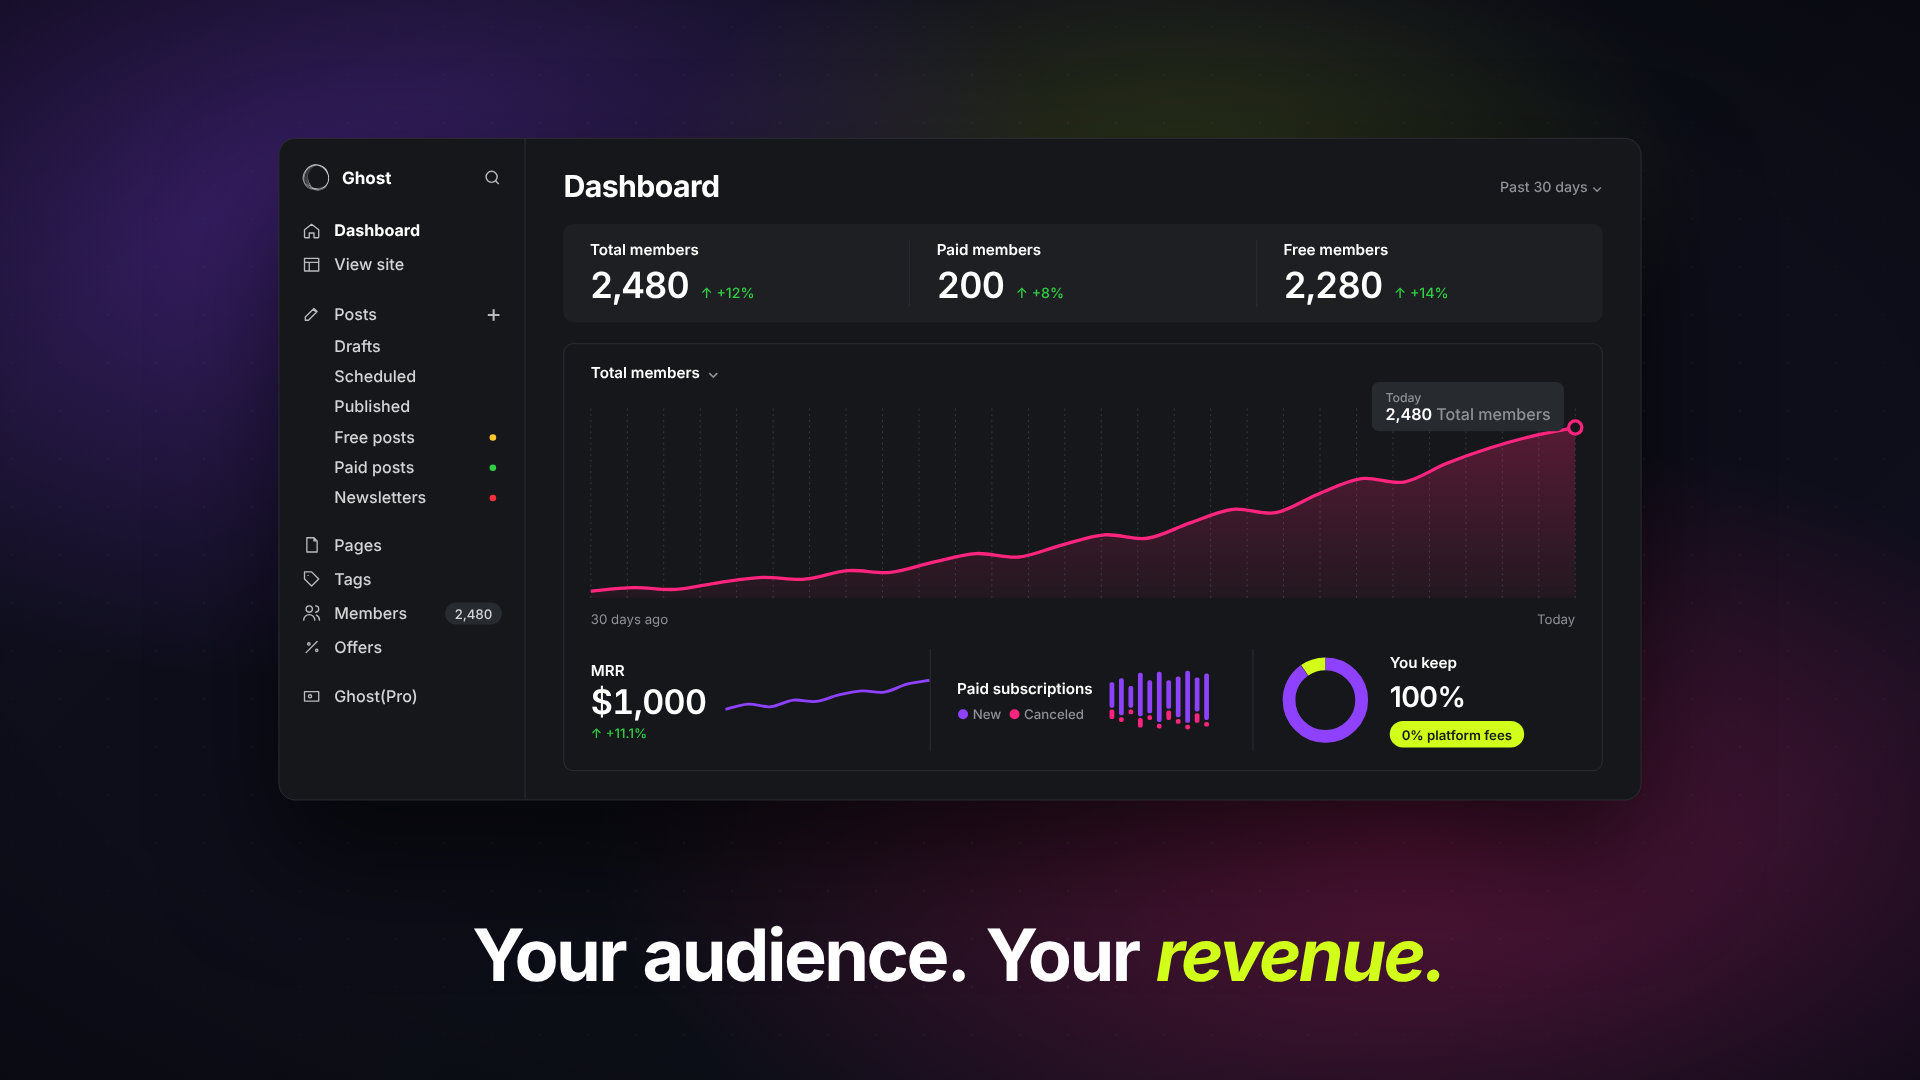 Ghost
Dashboard
View site
Posts
Drafts
Scheduled
Published
Free posts
Paid posts
Newsletters
Pages
Tags
Members 2,480
Offers
Ghost(Pro)
Dashboard
Past 30 days
Total members
2,480 ↑ +12%
Paid members
200 ↑ +8%
Free members
2,280 ↑ +14%
Total members
Today
2,480 Total members
30 days ago
Today
MRR
$1,000
↑ +11.1%
Paid subscriptions
New Canceled
You keep
100%
0% platform fees
Your audience. Your revenue.